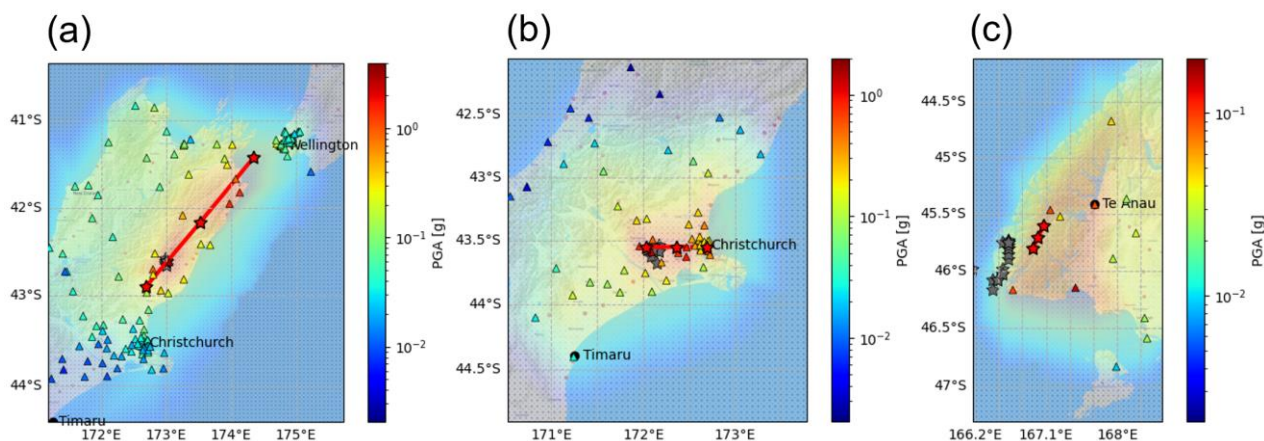 (a)
(b)
(c)
41°S
42°S
43°S
44°S
172°E
173°E
174°E
175°E
Wellington
Christchurch
Timaru
10⁰
10⁻¹
10⁻²
PGA [g]
42.5°S
43°S
43.5°S
44°S
44.5°S
171°E
172°E
173°E
Christchurch
Timaru
10⁰
10⁻¹
10⁻²
PGA [g]
44.5°S
45°S
45.5°S
46°S
46.5°S
47°S
166.2°E
167.1°E
168°E
Te Anau
10⁻¹
10⁻²
PGA [g]